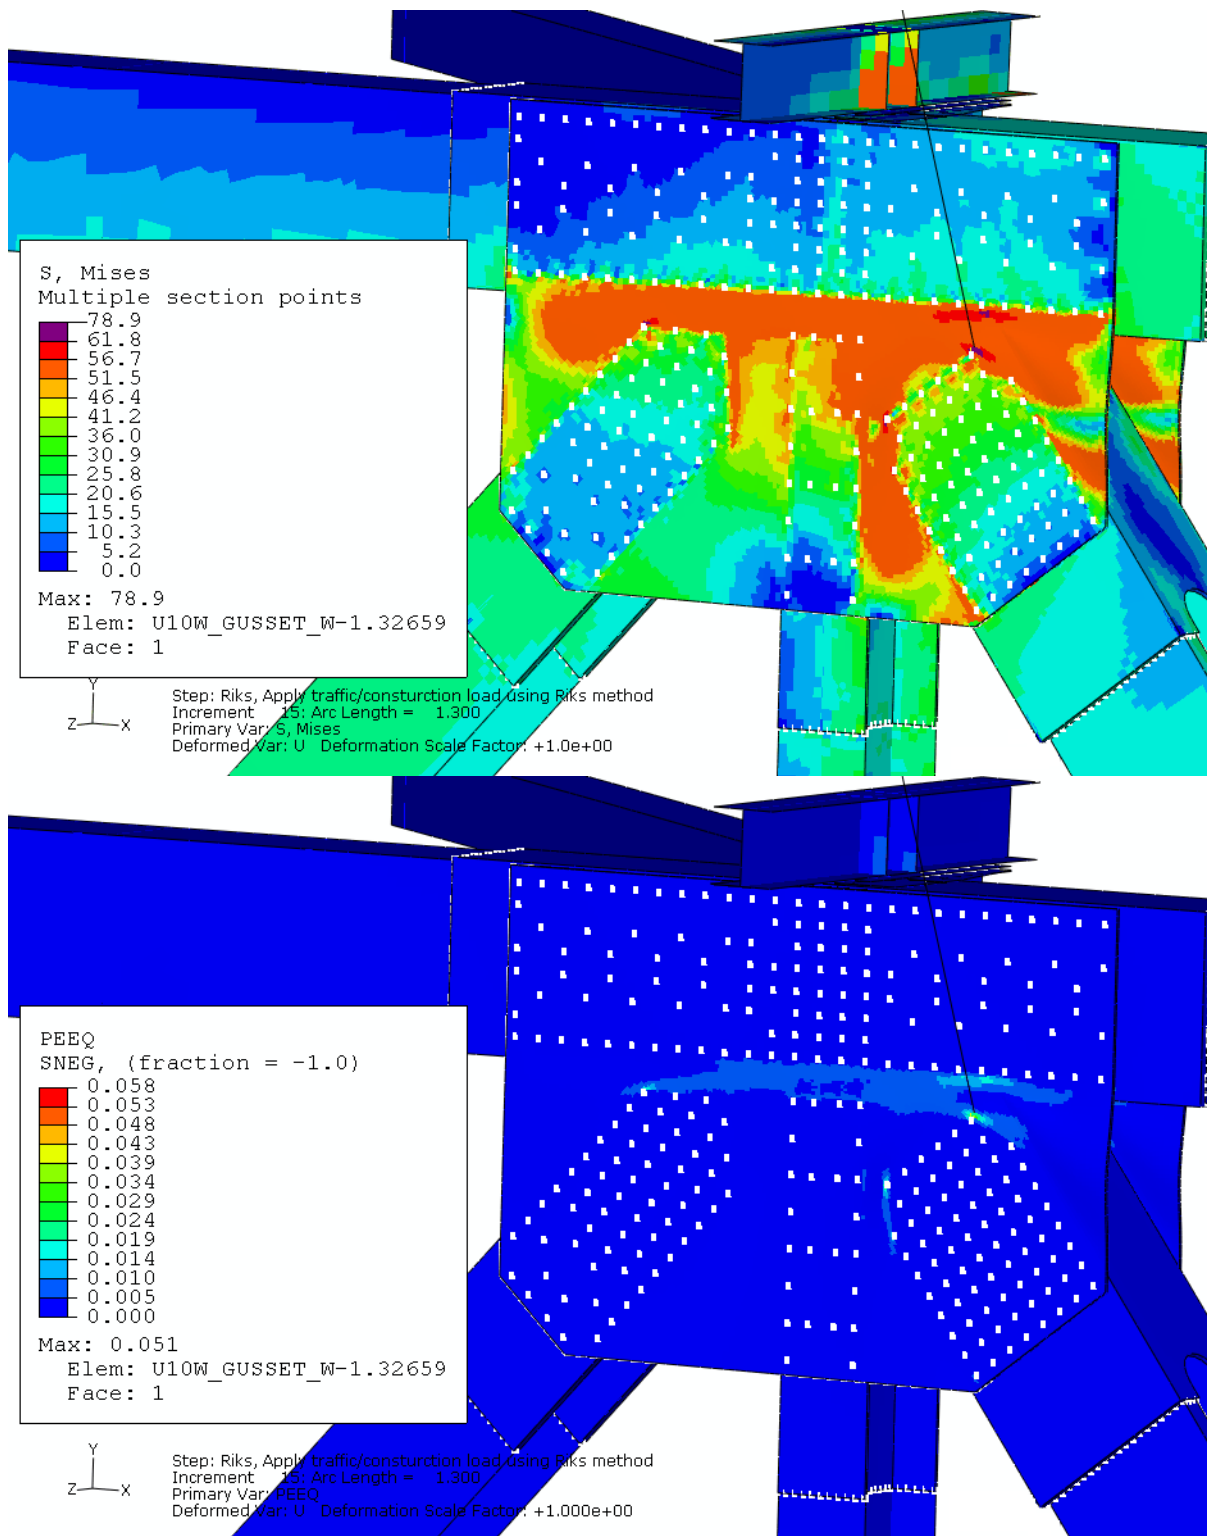 S, Mises
Multiple section points
78.9
61.8
56.7
51.5
46.4
41.2
36.0
30.9
25.8
20.6
15.5
10.3
5.2
0.0
Max: 78.9
Elem: U10W_GUSSET_W-1.32659
Face: 1
Y
Z X
Step: Riks, Apply traffic/consturction load using Riks method
Increment 15: Arc Length = 1.300
Primary Var: S, Mises
Deformed Var: U Deformation Scale Factor: +1.0e+00
PEEQ
SNEG, (fraction = -1.0)
0.058
0.053
0.048
0.043
0.039
0.034
0.029
0.024
0.019
0.014
0.010
0.005
0.000
Max: 0.051
Elem: U10W_GUSSET_W-1.32659
Face: 1
Y
Z X
Step: Riks, Apply traffic/consturction load using Riks method
Increment 15: Arc Length = 1.300
Primary Var: PEEQ
Deformed Var: U Deformation Scale Factor: +1.000e+00